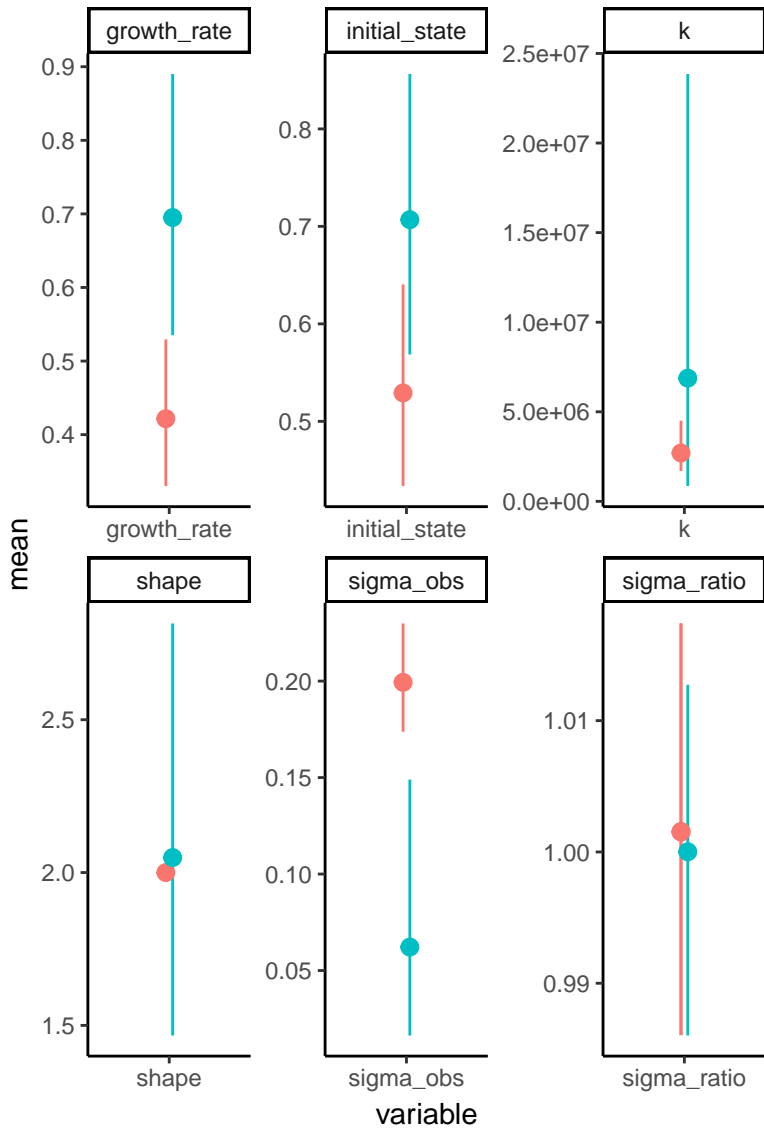 growth_rate
initial_state
k
0.9
0.8
0.7
0.6
0.5
0.4
0.8
0.7
0.6
0.5
2.5e+07
2.0e+07
1.5e+07
1.0e+07
5.0e+06
0.0e+00
growth_rate
initial_state
k
mean
shape
sigma_obs
sigma_ratio
2.5
2.0
1.5
0.20
0.15
0.10
0.05
1.01
1.00
0.99
shape
sigma_obs
sigma_ratio
variable